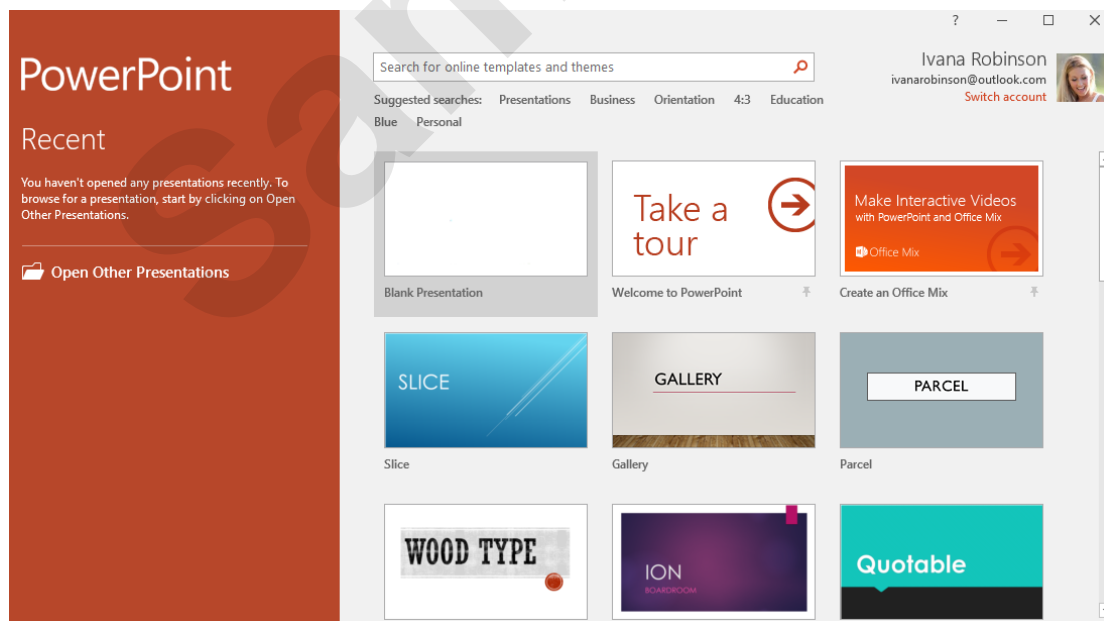 ?
PowerPoint
Recent
You haven't opened any presentations recently. To
browse for a presentation, start by clicking on Open
Other Presentations.
Open Other Presentations
Search for online templates and themes
Suggested searches: Presentations Business Orientation 4:3 Education
Blue Personal
Ivana Robinson
ivanarobinson@outlook.com
Switch account
Blank Presentation
Take a
tour
Welcome to PowerPoint
Make Interactive Videos
with PowerPoint and Office Mix
Office Mix
Create an Office Mix
SLICE
Slice
GALLERY
Gallery
PARCEL
Parcel
WOOD TYPE
ION
BOARDROOM
Quotable